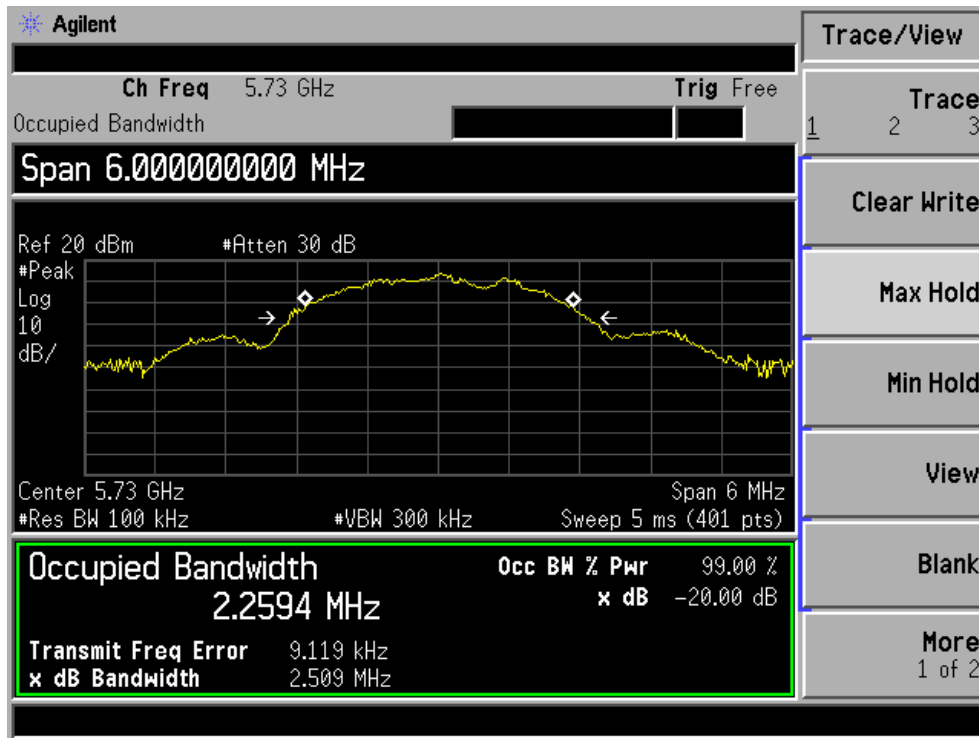 Agilent
Trace/View
Ch Freq 5.73 GHz Trig Free
Occupied Bandwidth
Trace
1 2 3
Span 6.000000000 MHz
Clear Write
Ref 20 dBm #Atten 30 dB
#Peak
Log
10
dB/
Max Hold
Min Hold
View
Center 5.73 GHz Span 6 MHz
#Res BW 100 kHz #VBW 300 kHz Sweep 5 ms (401 pts)
Blank
Occupied Bandwidth Occ BW % Pwr 99.00 %
2.2594 MHz x dB -20.00 dB
Transmit Freq Error 9.119 kHz
x dB Bandwidth 2.509 MHz
More
1 of 2